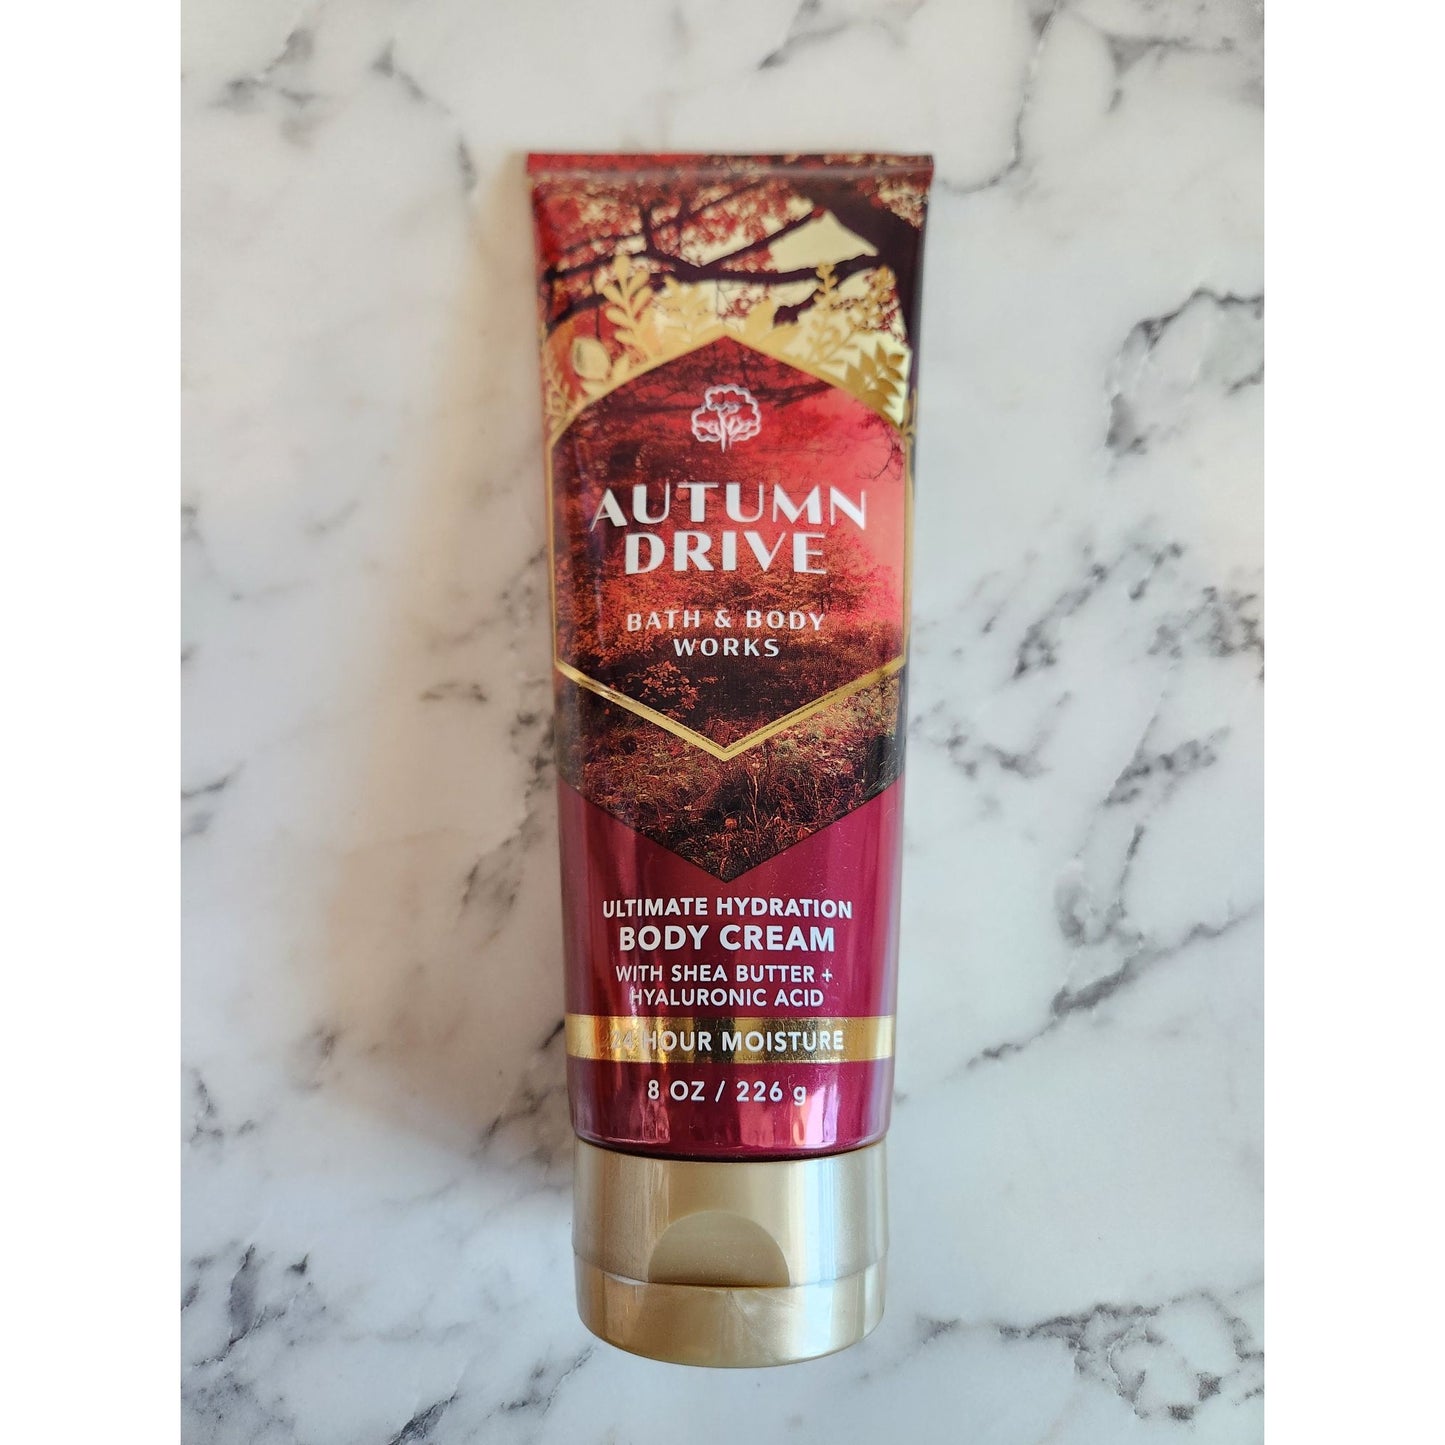 AUTUMN
DRIVE
BATH & BODY
WORKS
ULTIMATE HYDRATION
BODY CREAM
WITH SHEA BUTTER +
HYALURONIC ACID
24 HOUR MOISTURE
8 OZ / 226 g